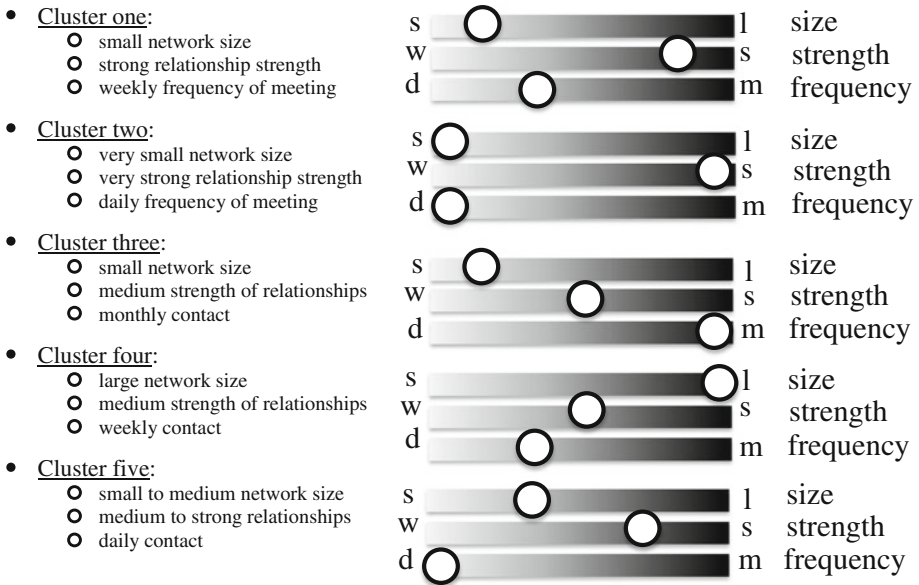 • Cluster one:
small network size
strong relationship strength
weekly frequency of meeting
s l size
w s strength
d m frequency
• Cluster two:
very small network size
very strong relationship strength
daily frequency of meeting
s l size
w s strength
d m frequency
• Cluster three:
small network size
medium strength of relationships
monthly contact
s l size
w s strength
d m frequency
• Cluster four:
large network size
medium strength of relationships
weekly contact
s l size
w s strength
d m frequency
• Cluster five:
small to medium network size
medium to strong relationships
daily contact
s l size
w s strength
d m frequency